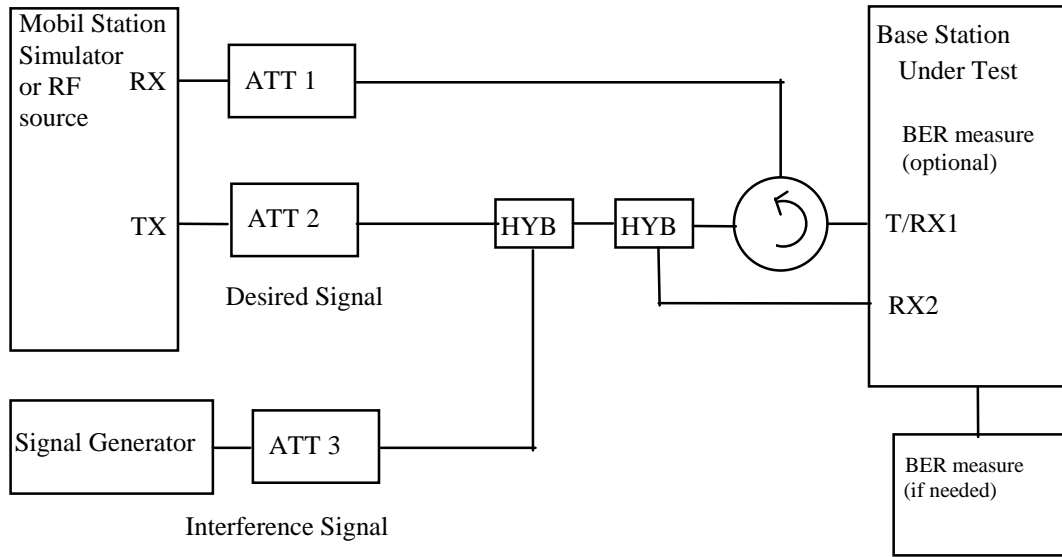 Mobil Station
Simulator
or RF
source
RX
TX
ATT 1
ATT 2
Desired Signal
HYB
HYB
Signal Generator
ATT 3
Interference Signal
Base Station
Under Test
BER measure
(optional)
T/RX1
RX2
BER measure
(if needed)